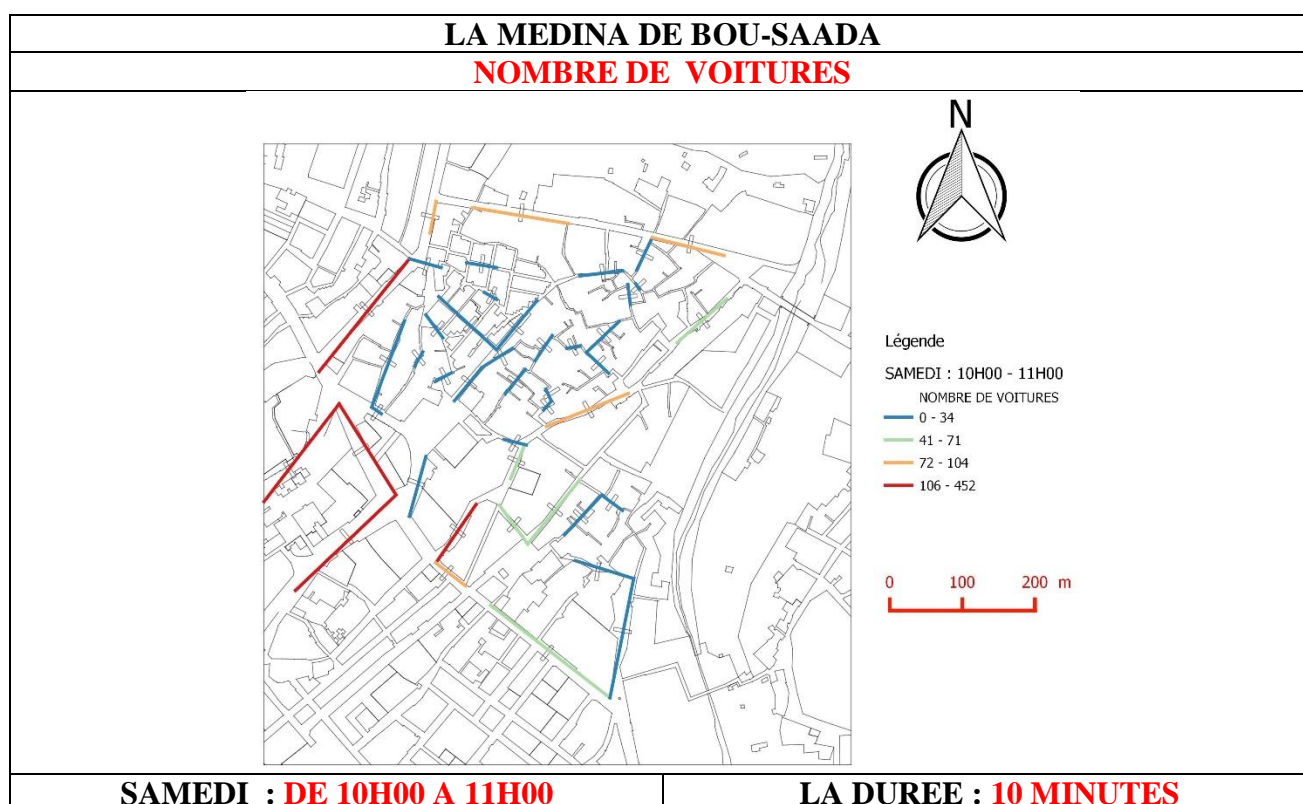 LA MEDINA DE BOU-SAADA
NOMBRE DE VOITURES
N
Légende
SAMEDI : 10H00 - 11H00
NOMBRE DE VOITURES
0 - 34
41 - 71
72 - 104
106 - 452
0 100 200 m
SAMEDI : DE 10H00 A 11H00
LA DUREE : 10 MINUTES